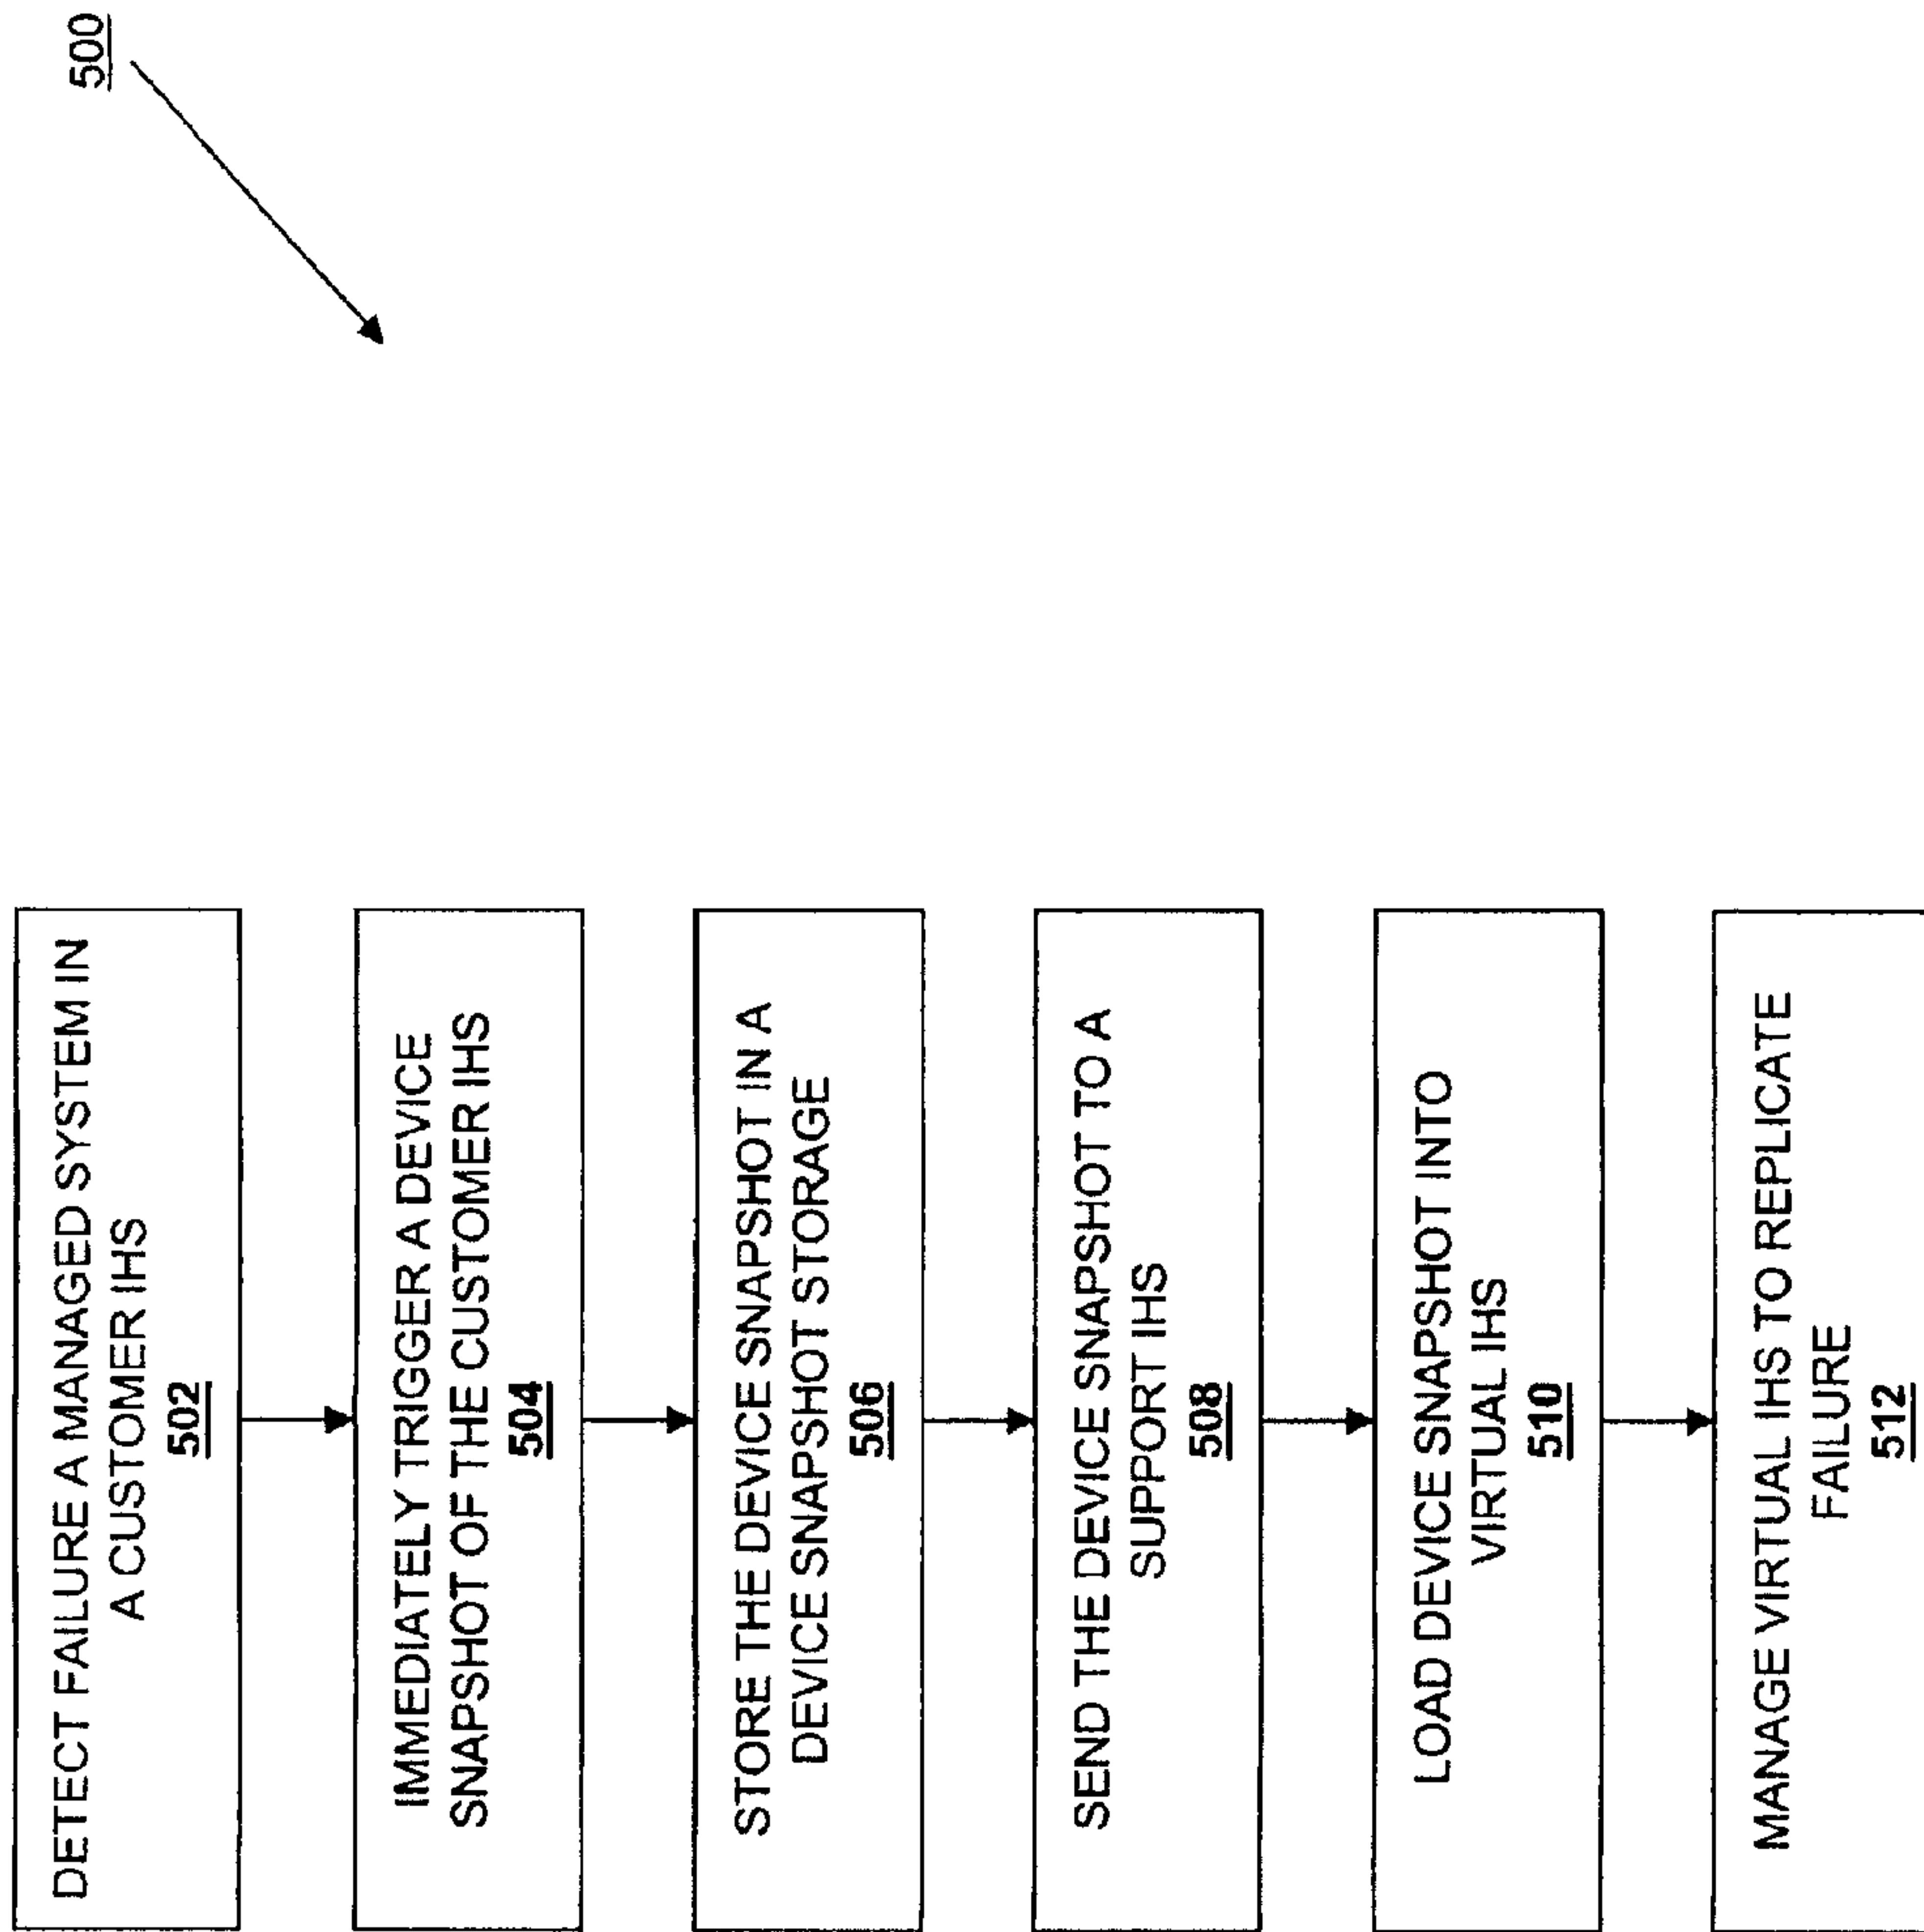 500
DETECT FAILURE A MANAGED SYSTEM IN
A CUSTOMER IHS
502
IMMEDIATELY TRIGGER A DEVICE
SNAPSHOT OF THE CUSTOMER IHS
504
STORE THE DEVICE SNAPSHOT IN A
DEVICE SNAPSHOT STORAGE
506
SEND THE DEVICE SNAPSHOT TO A
SUPPORT IHS
508
LOAD DEVICE SNAPSHOT INTO
VIRTUAL IHS
510
MANAGE VIRTUAL IHS TO REPLICATE
FAILURE
512